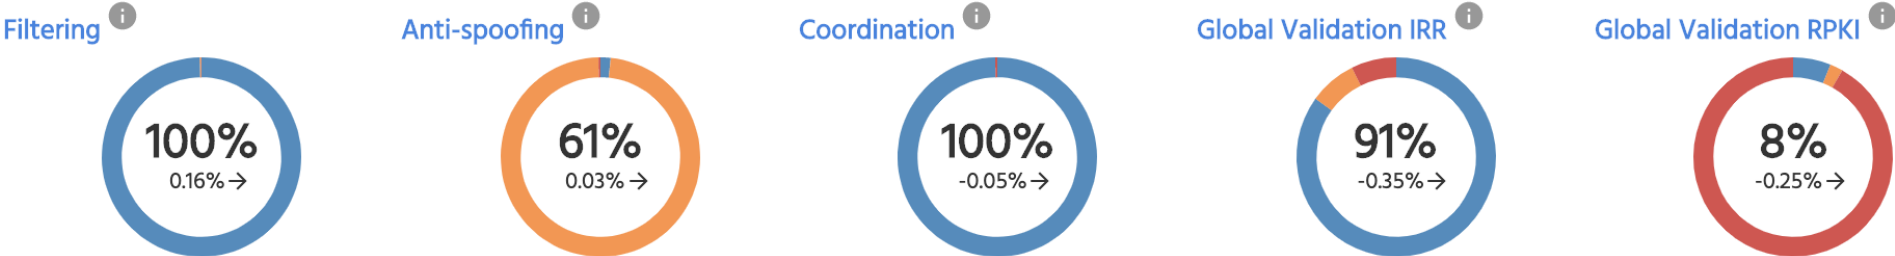 Filtering i
Anti-spoofing i
Coordination i
Global Validation IRR i
Global Validation RPKI i
100%
0.16% →
61%
0.03% →
100%
-0.05% →
91%
-0.35% →
8%
-0.25% →